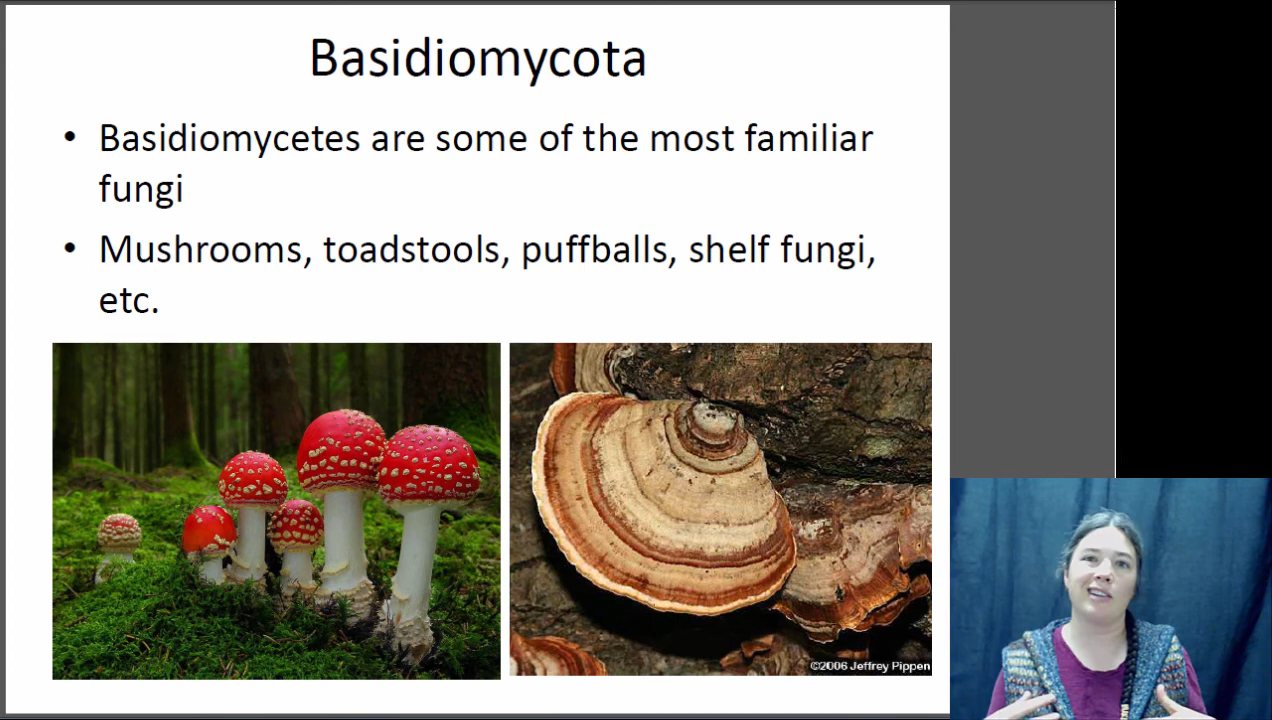 Basidiomycota
• Basidiomycetes are some of the most familiar
fungi
• Mushrooms, toadstools, puffballs, shelf fungi,
etc.
©2006 Jeffrey Pippen